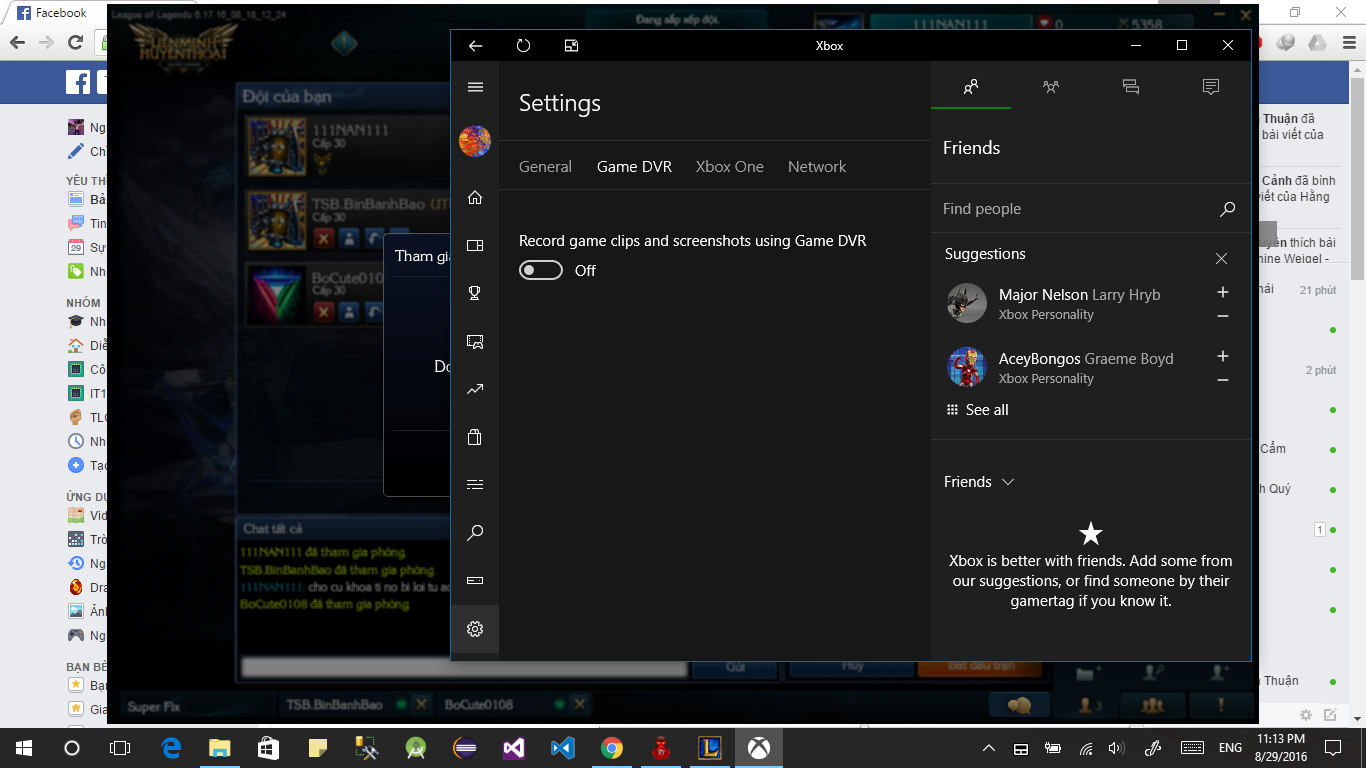 Facebook
League of Legends 6.17.16_08_18_12_24
Đang sắp xếp đội.
111NAN111
0
5358
LIÊN MINH
HUYỀN THOẠI
Xbox
Đội của bạn
111NAN111
Cấp 30
TSB.BinBanhBao
Cấp 30
BoCute0108
Cấp 30
Tham gia
Chat tất cả
111NAN111 đã tham gia phòng.
TSB.BinBanhBao đã tham gia phòng.
111NAN111: cho cu khoa ti no bi loi tu
BoCute0108 đã tham gia phòng.
Gửi
Hủy
Bắt đầu trận
Super Fix
TSB.BinBanhBao
BoCute0108
3
Settings
General
Game DVR
Xbox One
Network
Record game clips and screenshots using Game DVR
Off
Friends
Find people
Suggestions
Major Nelson Larry Hryb
Xbox Personality
AceyBongos Graeme Boyd
Xbox Personality
See all
Friends
Xbox is better with friends. Add some from
our suggestions, or find someone by their
gamertag if you know it.
Ng
Ch
YÊU TH
Bả
Tin
29
Sự
Nh
NHÓM
Nh
Diễ
Cô
IT1
TLC
Nh
Tạo
ỨNG DỤ
Vid
Trò
Ng
Dra
Ản
Ng
BẠN BÈ
Bạn
Gia
Thuận đã
bài viết của
Cảnh đã bình
viết của Hằng
thích bài
nine Weigel -
21 phút
2 phút
Cẩm
h Quý
1
Thuận
ENG
11:13 PM
8/29/2016